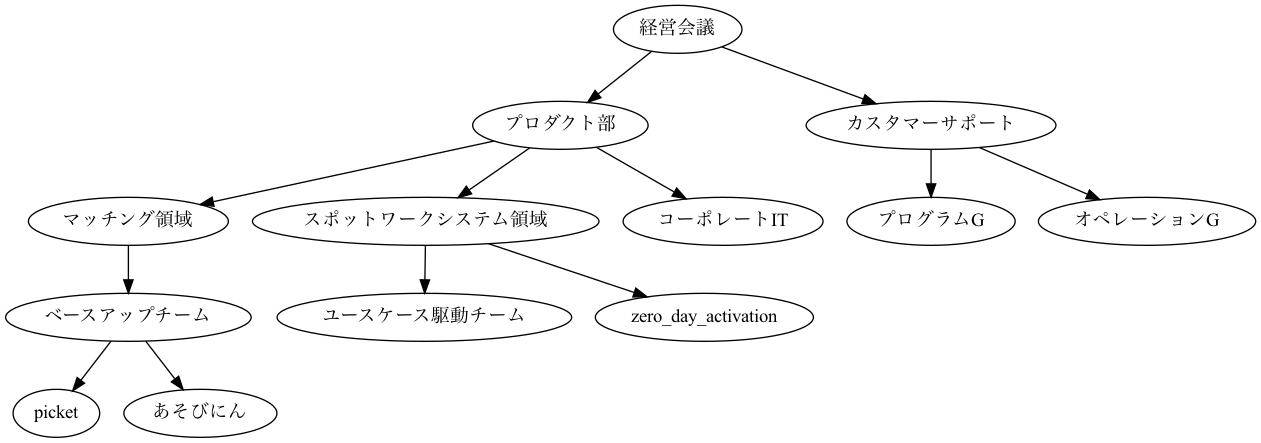 経営会議
プロダクト部
カスタマーサポート
マッチング領域
スポットワークシステム領域
コーポレートIT
プログラムG
オペレーションG
ベースアップチーム
ユースケース駆動チーム
zero_day_activation
picket
あそびにん